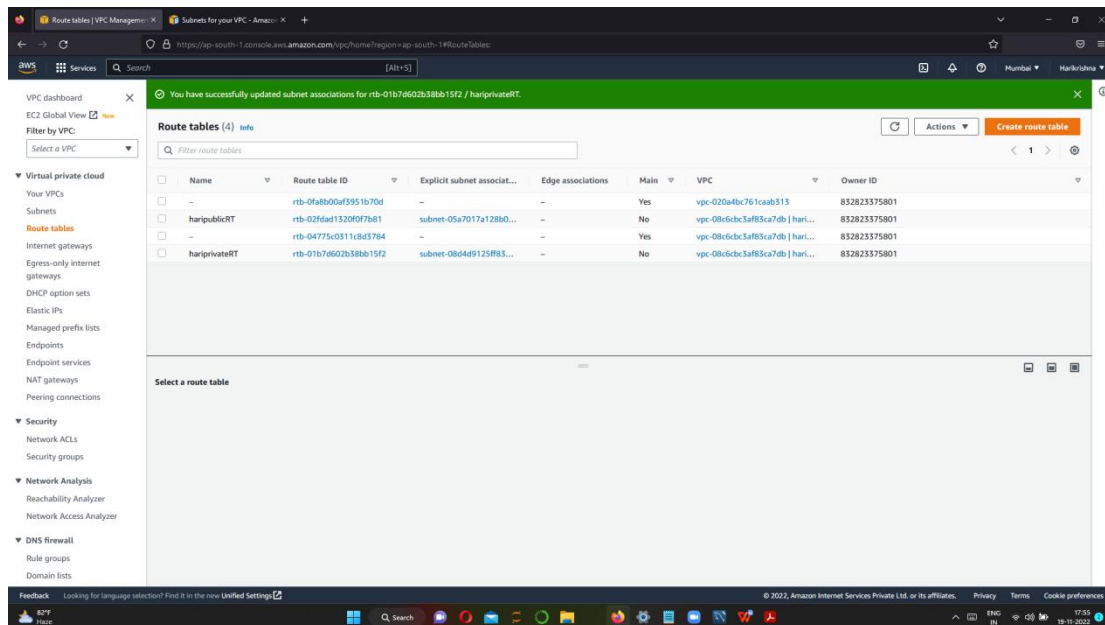 Route tables | VPC Managemen
Subnets for your VPC - Amazon
https://ap-south-1.console.aws.amazon.com/vpc/home?region=ap-south-1#RouteTables:
aws Services Search [Alt+S] Mumbai Harikrishna
VPC dashboard
EC2 Global View New
Filter by VPC:
Select a VPC
Virtual private cloud
Your VPCs
Subnets
Route tables
Internet gateways
Egress-only internet
gateways
DHCP option sets
Elastic IPs
Managed prefix lists
Endpoints
Endpoint services
NAT gateways
Peering connections
Security
Network ACLs
Security groups
Network Analysis
Reachability Analyzer
Network Access Analyzer
DNS firewall
Rule groups
Domain lists
You have successfully updated subnet associations for rtb-01b7d602b38bb15f2 / hariprivateRT.
Route tables (4) Info Actions Create route table
Filter route tables 1
Name Route table ID Explicit subnet associat... Edge associations Main VPC Owner ID
- rtb-0fa8b00af3951b70d - - Yes vpc-020a4bc761caab313 832823375801
haripublicRT rtb-02fdad1320f0f7b81 subnet-05a7017a128b0... - No vpc-08c6cbc3af83ca7db | hari... 832823375801
- rtb-04775c0311c8d3784 - - Yes vpc-08c6cbc3af83ca7db | hari... 832823375801
hariprivateRT rtb-01b7d602b38bb15f2 subnet-08d4d9125ff83... - No vpc-08c6cbc3af83ca7db | hari... 832823375801
Select a route table
Feedback Looking for language selection? Find it in the new Unified Settings © 2022, Amazon Internet Services Private Ltd. or its affiliates. Privacy Terms Cookie preferences
82°F
Haze
Search
ENG
IN
17:55
19-11-2022